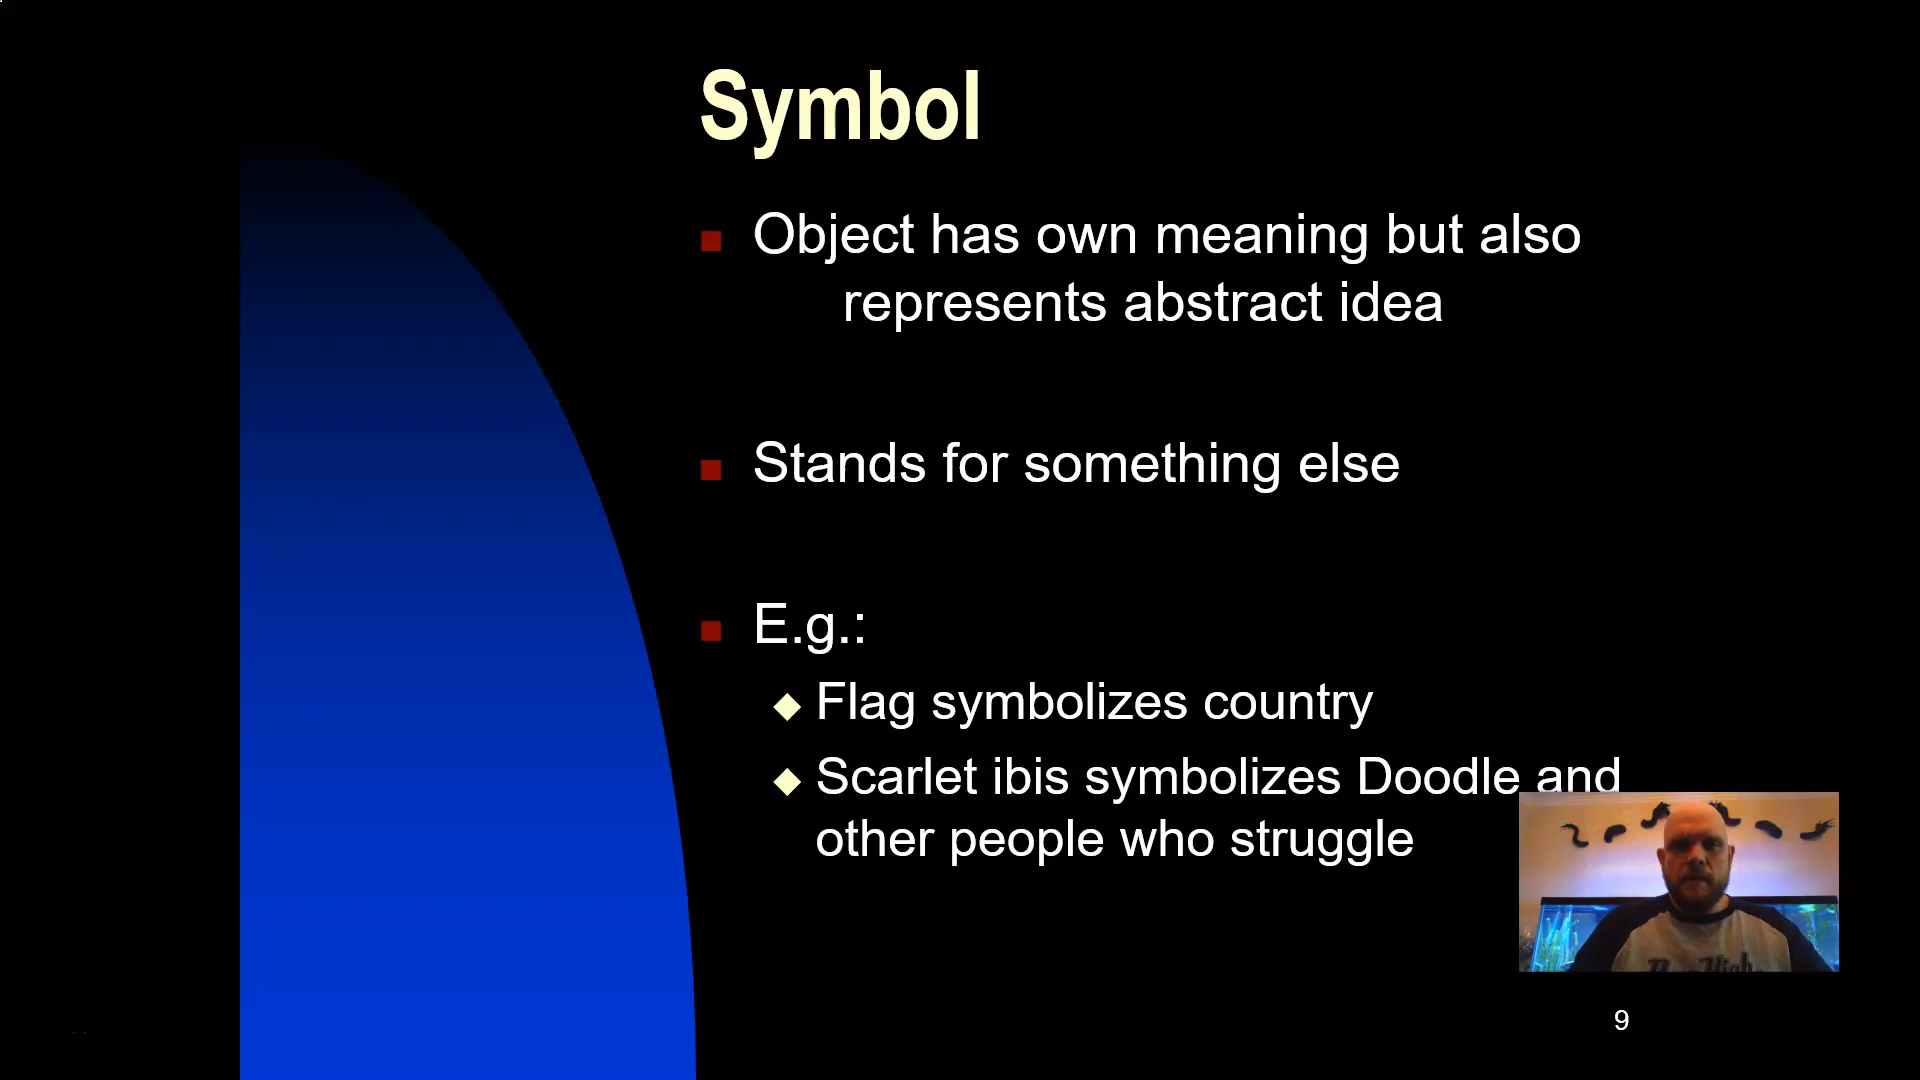 Symbol
Object has own meaning but also
represents abstract idea
Stands for something else
E.g.:
Flag symbolizes country
Scarlet ibis symbolizes Doodle and
other people who struggle
9